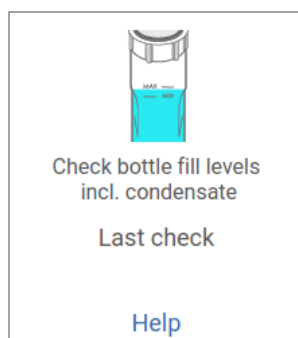 MAX
MIN
Check bottle fill levels
incl. condensate
Last check
Help